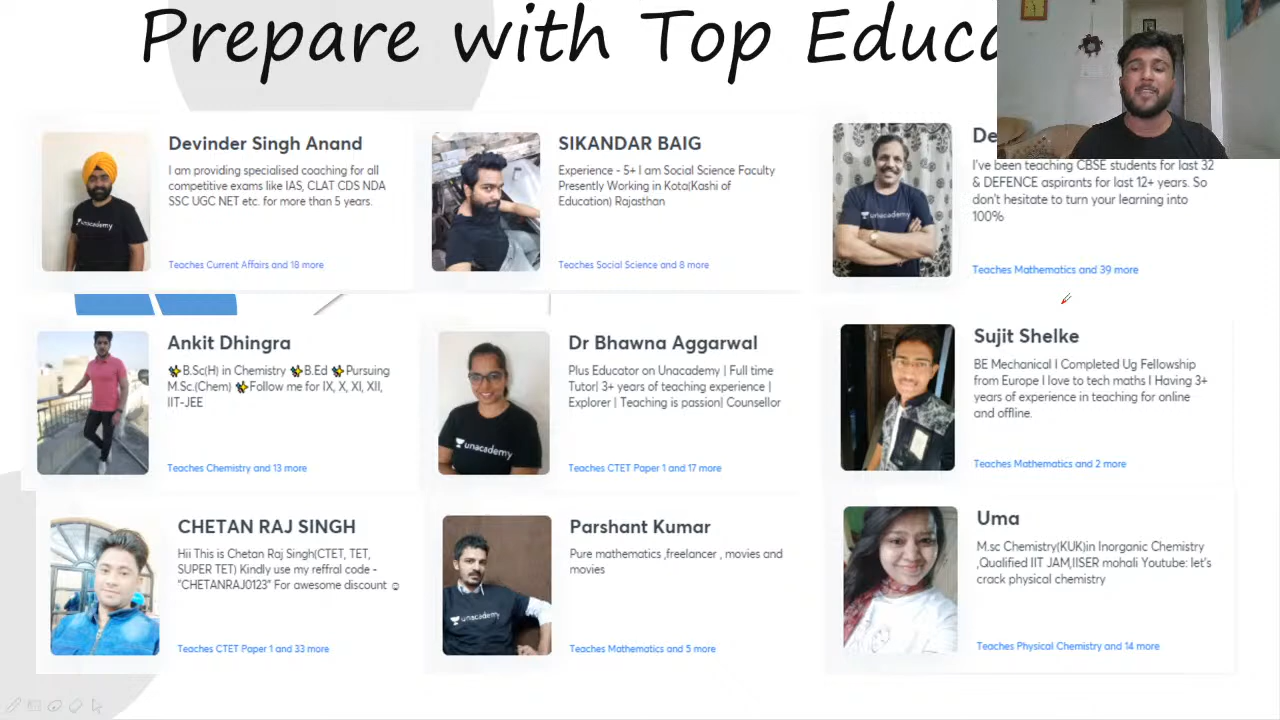 Prepare with Top Educa
Devinder Singh Anand
I am providing specialised coaching for all
competitive exams like IAS, CLAT CDS NDA
SSC UGC NET etc. for more than 5 years.
Teaches Current Affairs and 18 more
unacademy
SIKANDAR BAIG
Experience - 5+ I am Social Science Faculty
Presently Working in Kota(Kashi of
Education) Rajasthan
Teaches Social Science and 8 more
De
I've been teaching CBSE students for last 32
& DEFENCE aspirants for last 12+ years. So
don't hesitate to turn your learning into
100%
Teaches Mathematics and 39 more
unacademy
Ankit Dhingra
B.Sc(H) in Chemistry B.Ed Pursuing
M.Sc.(Chem) Follow me for IX, X, XI, XII,
IIT-JEE
Teaches Chemistry and 13 more
Dr Bhawna Aggarwal
Plus Educator on Unacademy | Full time
Tutor| 3+ years of teaching experience |
Explorer | Teaching is passion| Counsellor
Teaches CTET Paper 1 and 17 more
unacademy
Sujit Shelke
BE Mechanical I Completed Ug Fellowship
from Europe I love to tech maths I Having 3+
years of experience in teaching for online
and offline.
Teaches Mathematics and 2 more
CHETAN RAJ SINGH
Hii This is Chetan Raj Singh(CTET, TET,
SUPER TET) Kindly use my reffral code -
"CHETANRAJ0123" For awesome discount ☺
Teaches CTET Paper 1 and 33 more
Parshant Kumar
Pure mathematics ,freelancer , movies and
movies
Teaches Mathematics and 5 more
unacademy
Uma
M.sc Chemistry(KUK)in Inorganic Chemistry
,Qualified IIT JAM,IISER mohali Youtube: let's
crack physical chemistry
Teaches Physical Chemistry and 14 more